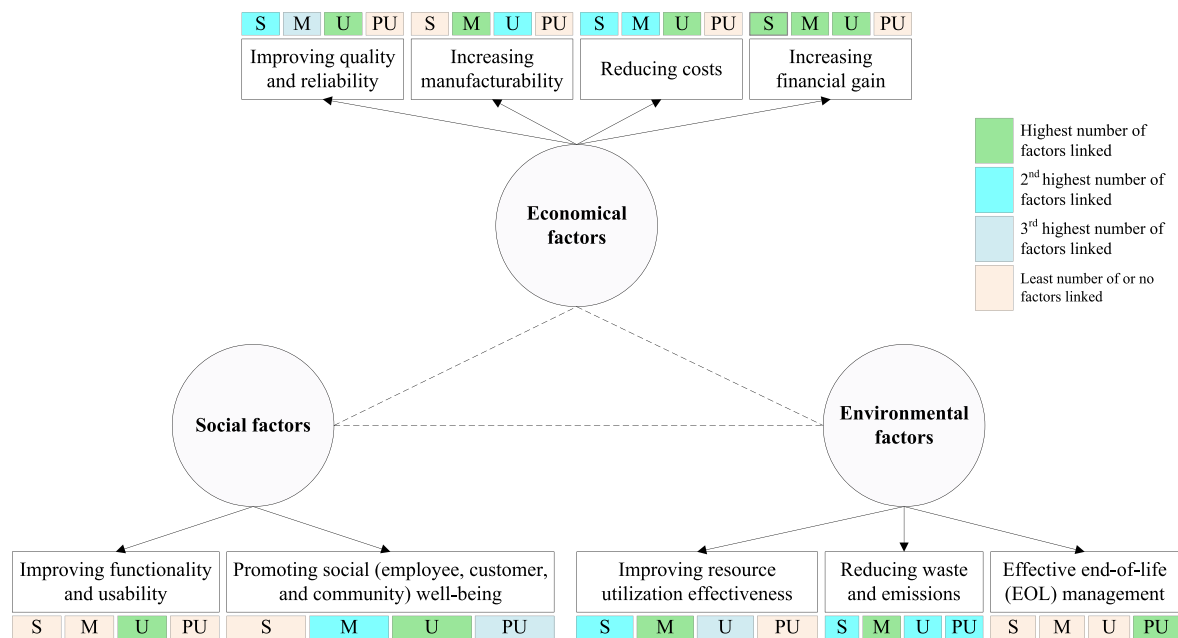 S M U PU S M U PU S M U PU S M U PU
Improving quality
and reliability
Increasing
manufacturability
Reducing costs
Increasing
financial gain
Highest number of
factors linked
2nd highest number of
factors linked
3rd highest number of
factors linked
Least number of or no
factors linked
Economical
factors
Social factors
Environmental
factors
Improving functionality
and usability
Promoting social (employee, customer,
and community) well-being
Improving resource
utilization effectiveness
Reducing waste
and emissions
Effective end-of-life
(EOL) management
S M U PU S M U PU S M U PU S M U PU S M U PU